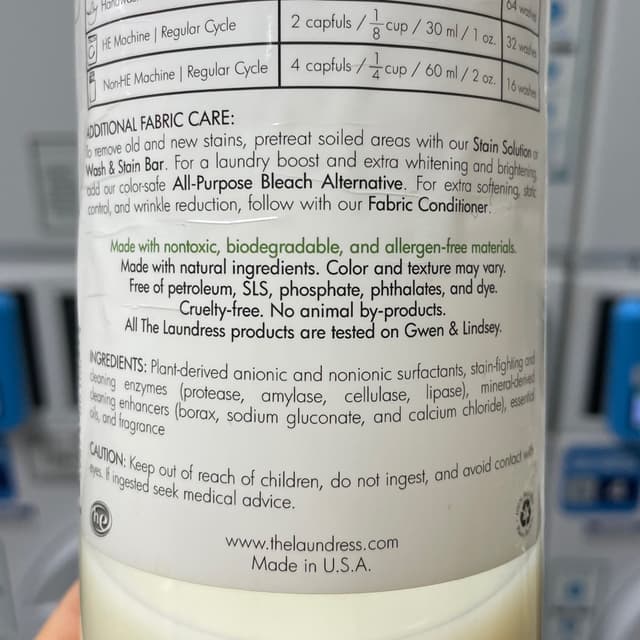 64 washes
HE Machine | Regular Cycle 2 capfuls / 1/8 cup / 30 ml / 1 oz. 32 washes
Non-HE Machine | Regular Cycle 4 capfuls / 1/4 cup / 60 ml / 2 oz. 16 washes
ADDITIONAL FABRIC CARE:
To remove old and new stains, pretreat soiled areas with our Stain Solution or
Wash & Stain Bar. For a laundry boost and extra whitening and brightening,
add our color-safe All-Purpose Bleach Alternative. For extra softening, static
control, and wrinkle reduction, follow with our Fabric Conditioner.
Made with nontoxic, biodegradable, and allergen-free materials.
Made with natural ingredients. Color and texture may vary.
Free of petroleum, SLS, phosphate, phthalates, and dye.
Cruelty-free. No animal by-products.
All The Laundress products are tested on Gwen & Lindsey.
INGREDIENTS: Plant-derived anionic and nonionic surfactants, stain-fighting and
cleaning enzymes (protease, amylase, cellulase, lipase), mineral-derived
cleaning enhancers (borax, sodium gluconate, and calcium chloride), essential
oils, and fragrance
CAUTION: Keep out of reach of children, do not ingest, and avoid contact with
eyes. If ingested seek medical advice.
he
www.thelaundress.com
Made in U.S.A.